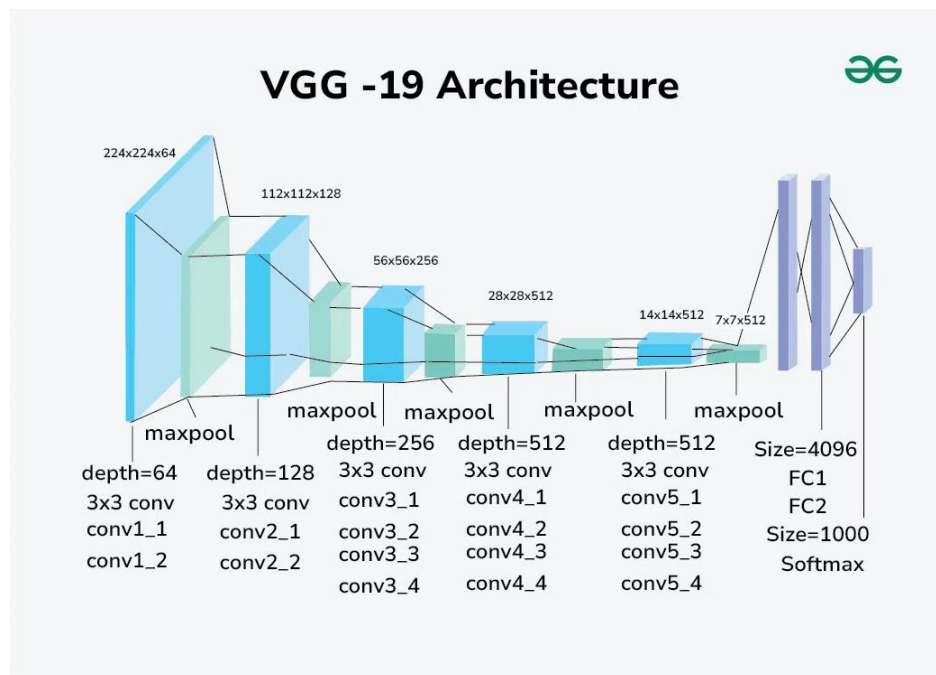 VGG -19 Architecture
224x224x64
112x112x128
56x56x256
28x28x512
14x14x512
7x7x512
maxpool
maxpool
maxpool
maxpool
maxpool
depth=64
3x3 conv
conv1_1
conv1_2
depth=128
3x3 conv
conv2_1
conv2_2
depth=256
3x3 conv
conv3_1
conv3_2
conv3_3
conv3_4
depth=512
3x3 conv
conv4_1
conv4_2
conv4_3
conv4_4
depth=512
3x3 conv
conv5_1
conv5_2
conv5_3
conv5_4
Size=4096
FC1
FC2
Size=1000
Softmax